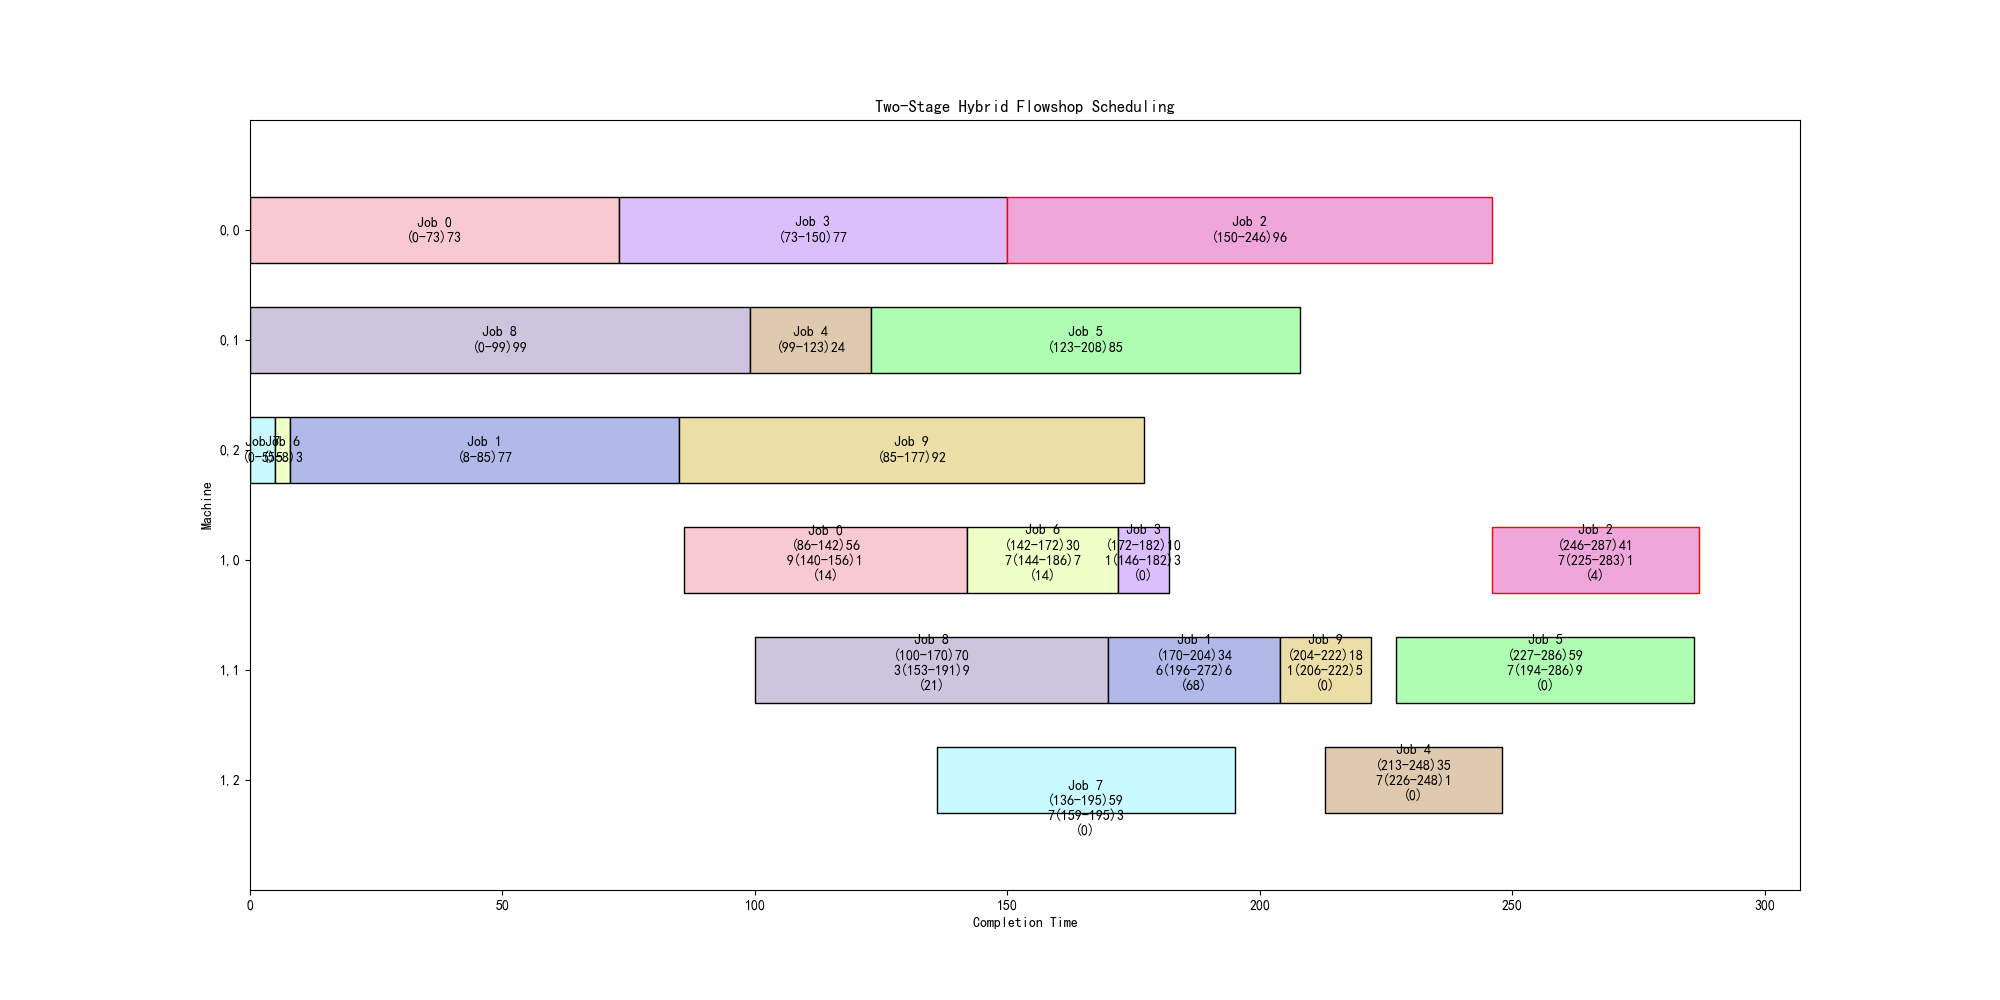 Two-Stage Hybrid Flowshop Scheduling
0,0
Job 0
(0-73)73
Job 3
(73-150)77
Job 2
(150-246)96
0,1
Job 8
(0-99)99
Job 4
(99-123)24
Job 5
(123-208)85
0,2
Job 7
(0-5)5
Job 6
(5-8)3
Job 1
(8-85)77
Job 9
(85-177)92
Machine
1,0
Job 0
(86-142)56
9(140-156)1
(14)
Job 6
(142-172)30
7(144-186)7
(14)
Job 3
(172-182)10
1(146-182)3
(0)
Job 2
(246-287)41
7(225-283)1
(4)
1,1
Job 8
(100-170)70
3(153-191)9
(21)
Job 1
(170-204)34
6(196-272)6
(68)
Job 9
(204-222)18
1(206-222)5
(0)
Job 5
(227-286)59
7(194-286)9
(0)
1,2
Job 7
(136-195)59
7(159-195)3
(0)
Job 4
(213-248)35
7(226-248)1
(0)
0 50 100 150 200 250 300
Completion Time